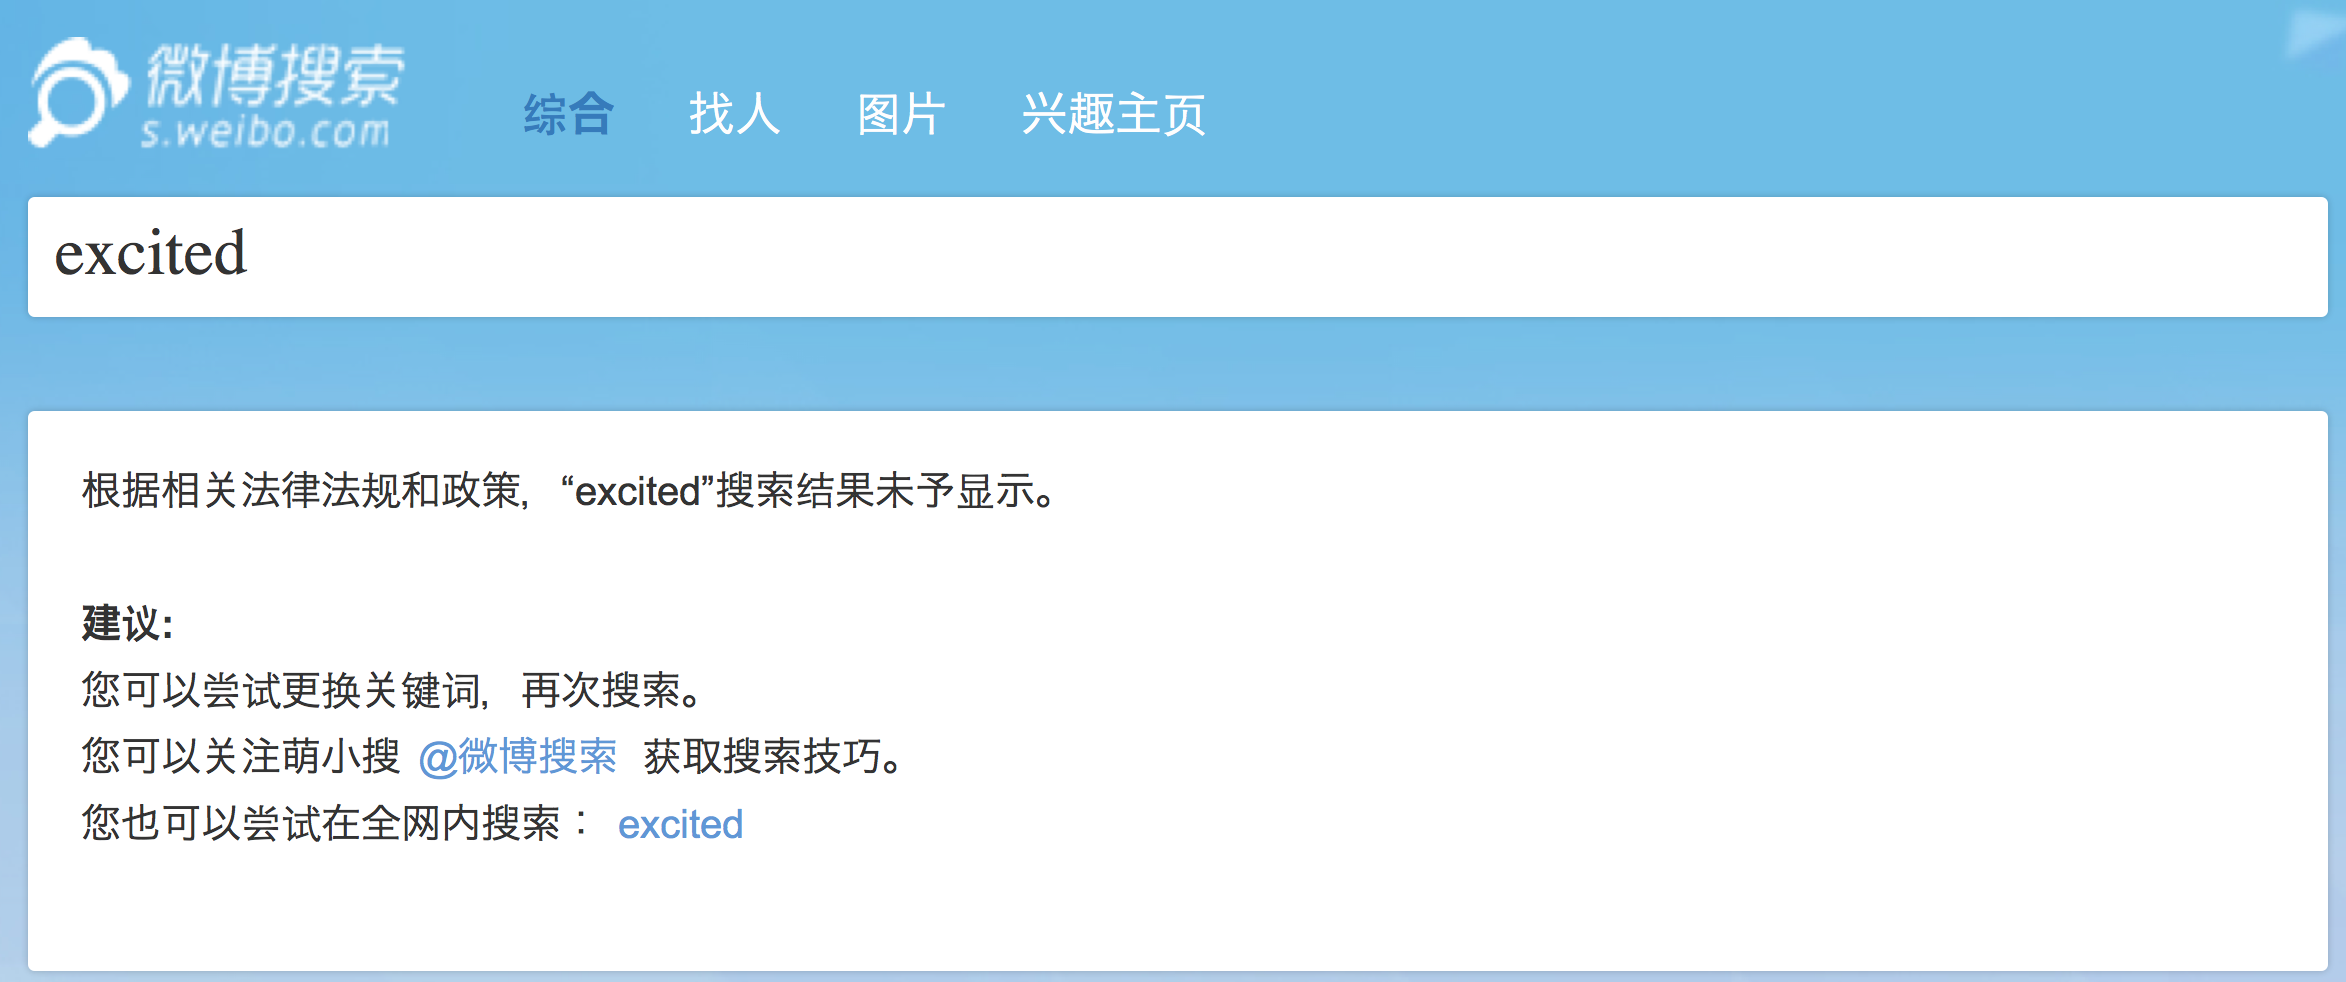 微博搜索
s.weibo.com
综合 找人 图片 兴趣主页
excited
根据相关法律法规和政策，“excited”搜索结果未予显示。
建议:
您可以尝试更换关键词，再次搜索。
您可以关注萌小搜 @微博搜索 获取搜索技巧。
您也可以尝试在全网内搜索： excited